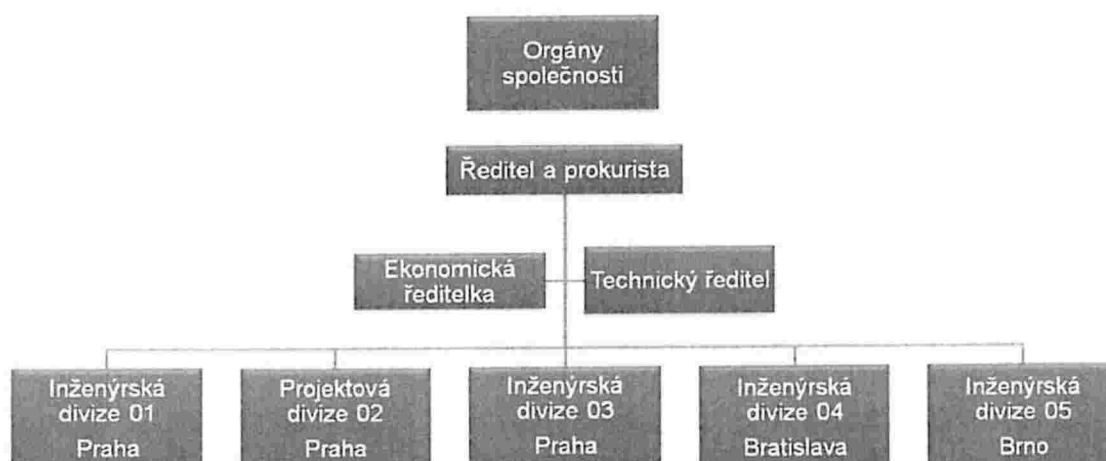 Orgány
společnosti
Ředitel a prokurista
Ekonomická
ředitelka
Technický ředitel
Inženýrská
divize 01
Praha
Projektová
divize 02
Praha
Inženýrská
divize 03
Praha
Inženýrská
divize 04
Bratislava
Inženýrská
divize 05
Brno